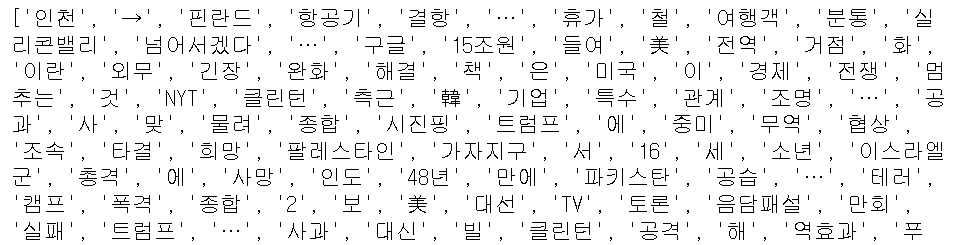 ['인천', '→', '핀란드', '항공기', '결항', '…', '휴가', '철', '여행객', '분통', '실
리콘밸리', '넘어서겠다', '…', '구글', '15조원', '들여', '美', '전역', '거점', '화',
'이란', '외무', '긴장', '완화', '해결', '책', '은', '미국', '이', '경제', '전쟁', '멈
추는', '것', 'NYT', '클린턴', '측근', '韓', '기업', '특수', '관계', '조명', '…', '공
과', '사', '맞', '물려', '종합', '시진핑', '트럼프', '에', '중미', '무역', '협상',
'조속', '타결', '희망', '팔레스타인', '가자지구', '서', '16', '세', '소년', '이스라엘
군', '총격', '에', '사망', '인도', '48년', '만에', '파키스탄', '공습', '…', '테러',
'캠프', '폭격', '종합', '2', '보', '美', '대선', 'TV', '토론', '음담패설', '만회',
'실패', '트럼프', '…', '사과', '대신', '빌', '클린턴', '공격', '해', '역효과', '푸